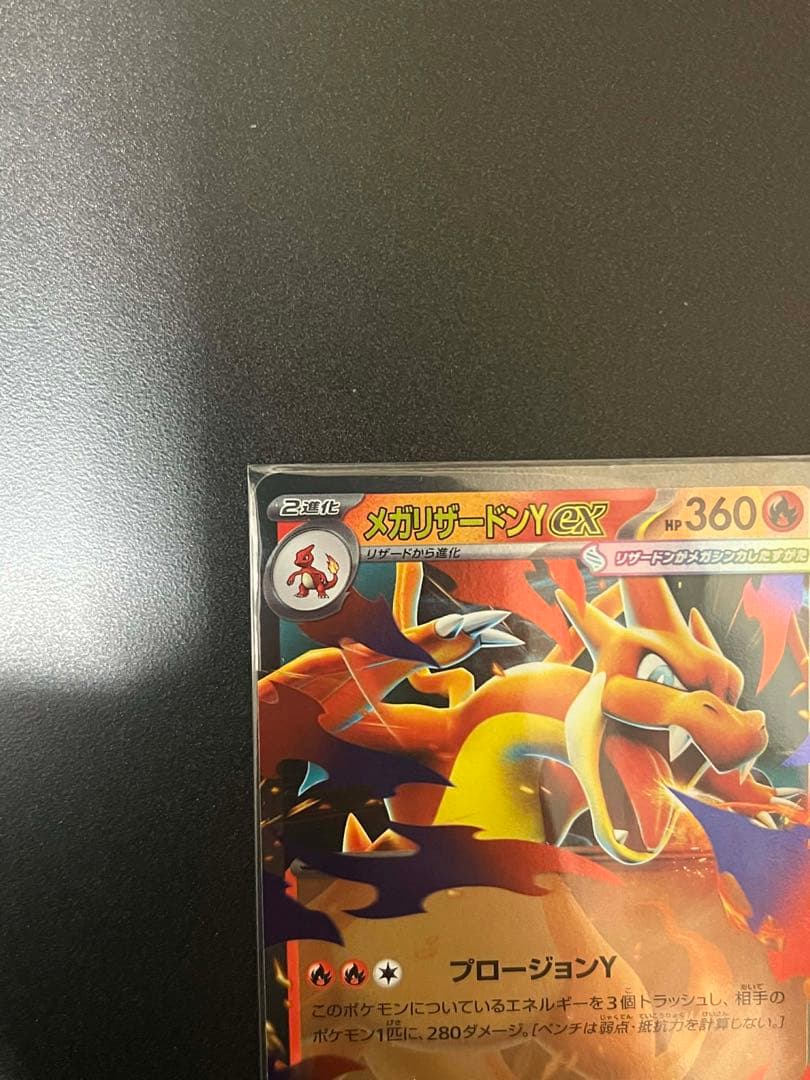 2進化
メガリザードンYex
HP360
リザードから進化
リザードンがメガシンカしたすがた
プロージョンY
このポケモンについているエネルギーを3個トラッシュし、相手の
ポケモン1匹に、280ダメージ。[ベンチは弱点・抵抗力を計算しない。]